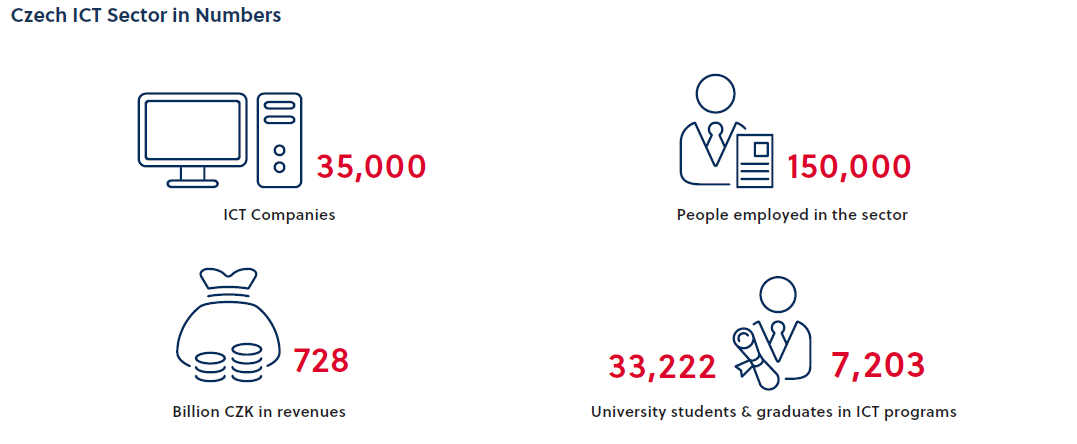 Czech ICT Sector in Numbers
35,000
ICT Companies
150,000
People employed in the sector
728
Billion CZK in revenues
33,222
7,203
University students & graduates in ICT programs